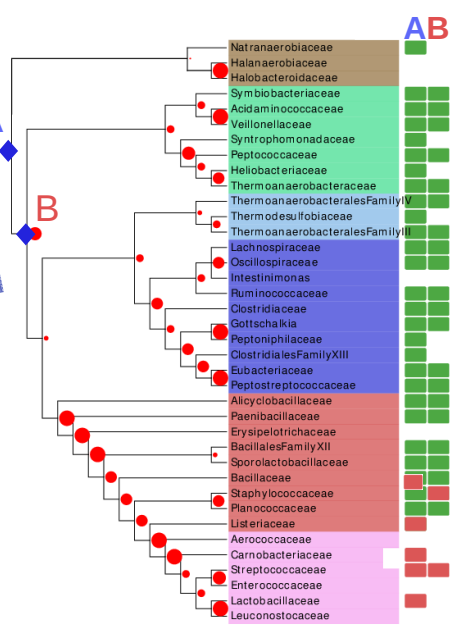 A B
Natranaerobiaceae
Halanaerobiaceae
Halobacteroidaceae
Symbiobacteriaceae
Acidaminococcaceae
Veillonellaceae
Syntrophomonadaceae
Peptococcaceae
Heliobacteriaceae
Thermoanaerobacteraceae
ThermoanaerobacteralesFamilyIV
Thermodesulfobiaceae
ThermoanaerobacteralesFamilyIII
B
Lachnospiraceae
Oscillospiraceae
Intestinimonas
Ruminococcaceae
Clostridiaceae
Gottschalkia
Peptoniphilaceae
ClostridialesFamilyXIII
Eubacteriaceae
Peptostreptococcaceae
Alicyclobacillaceae
Paenibacillaceae
Erysipelotrichaceae
BacillalesFamilyXII
Sporolactobacillaceae
Bacillaceae
Staphylococcaceae
Planococcaceae
Listeriaceae
Aerococcaceae
Carnobacteriaceae
Streptococcaceae
Enterococcaceae
Lactobacillaceae
Leuconostocaceae